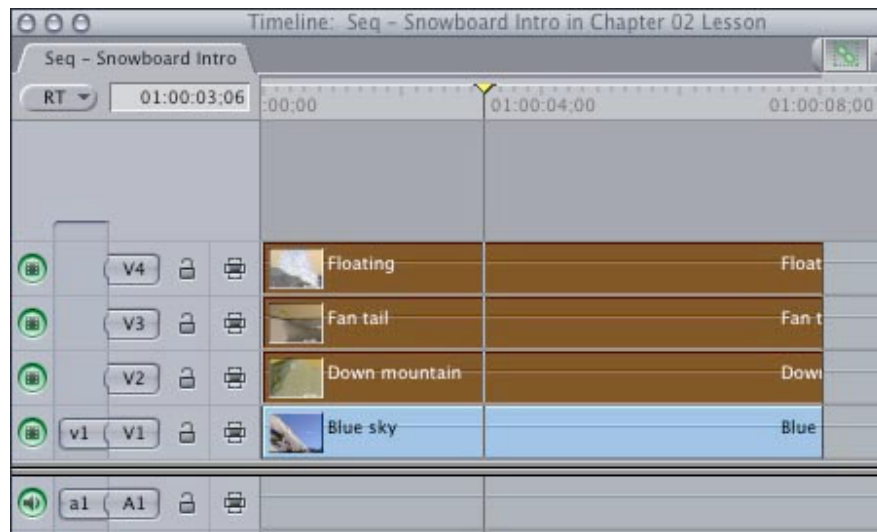 Timeline: Seq - Snowboard Intro in Chapter 02 Lesson
Seq - Snowboard Intro
RT 01:00:03;06 :00;00 01:00:04;00 01:00:08;00
V4 Floating Float
V3 Fan tail Fan t
V2 Down mountain Dow
v1 V1 Blue sky Blue
a1 A1